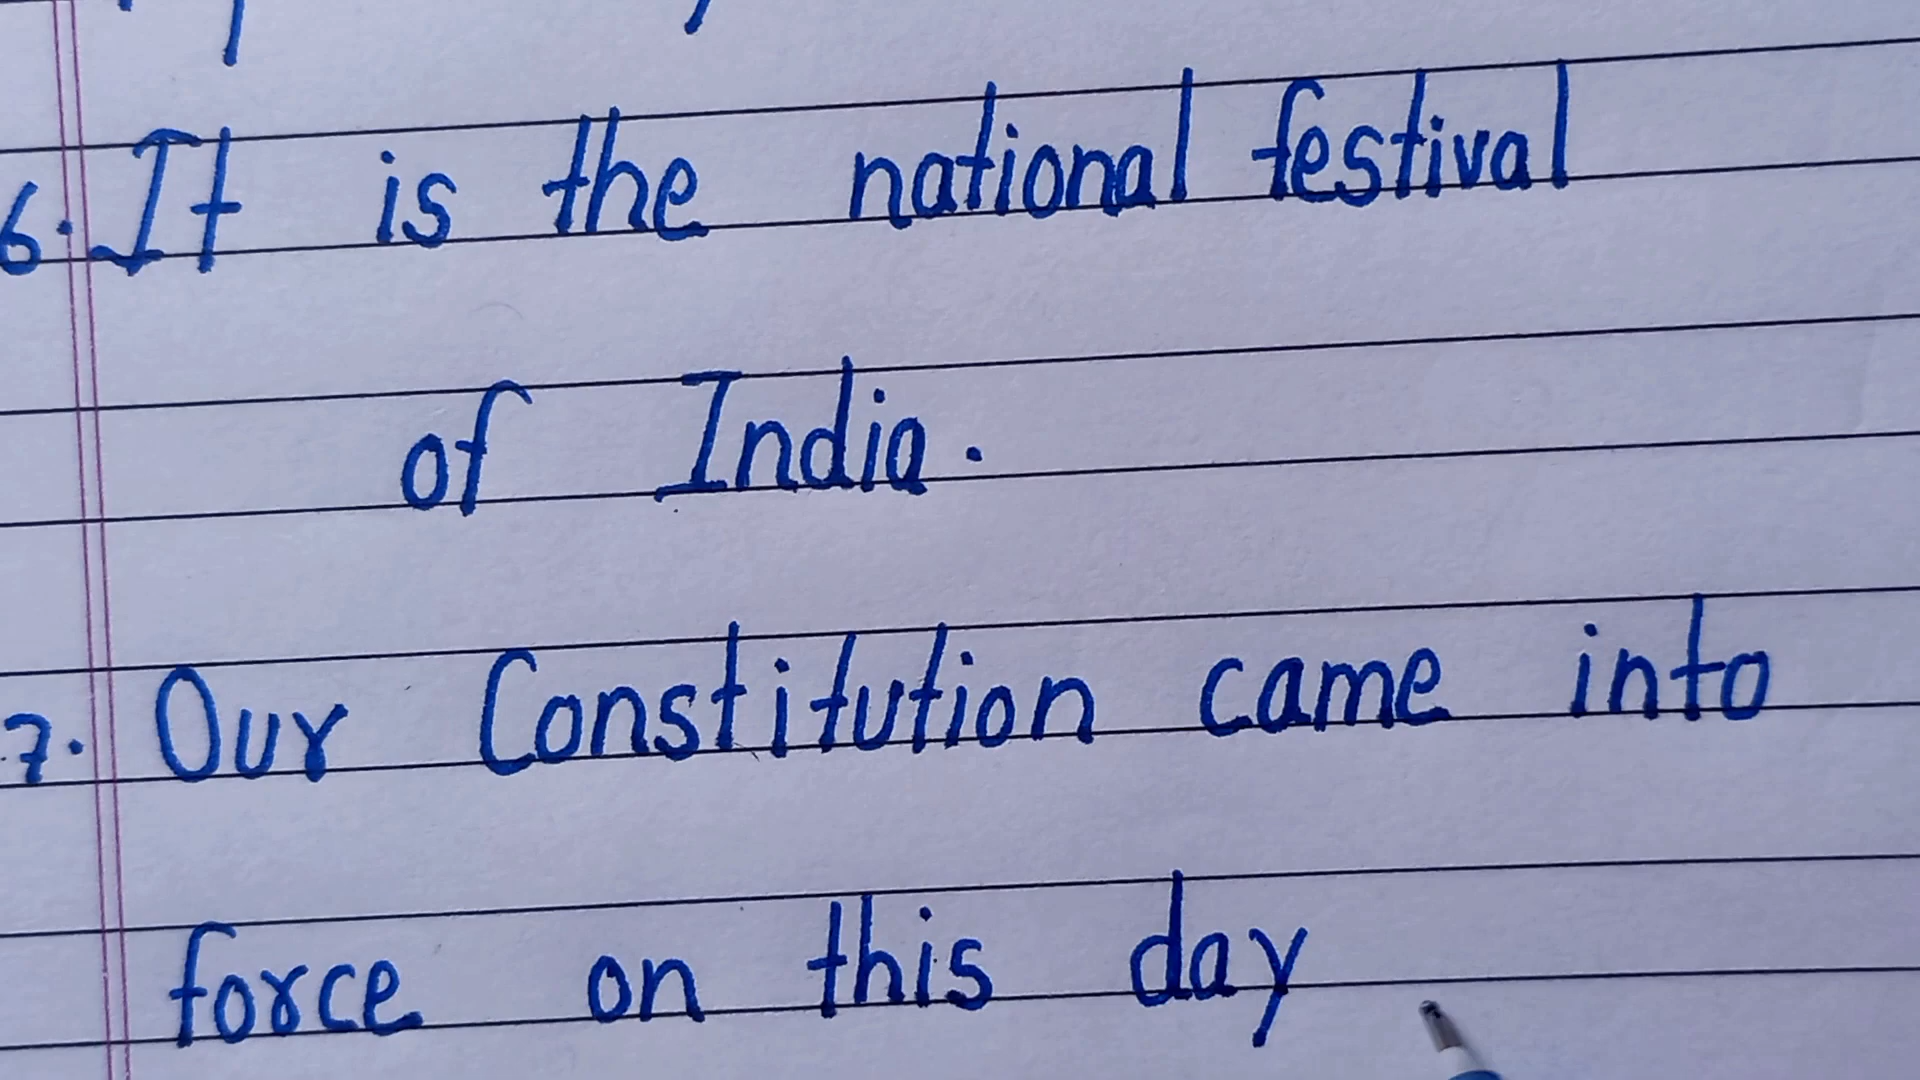 6. It is the national festival
of India.
7. Our Constitution came into
force on this day